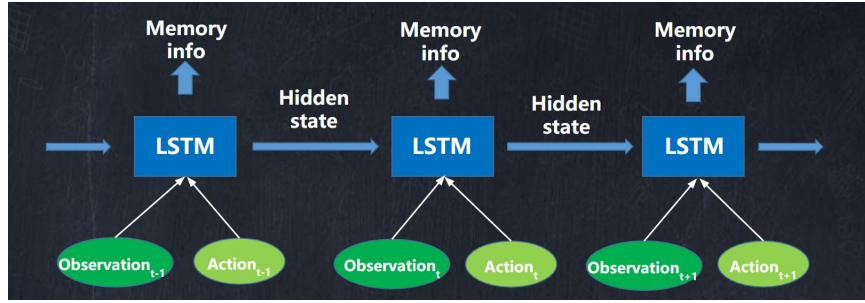 Memory
info
Memory
info
Memory
info
Hidden
state
Hidden
state
LSTM
LSTM
LSTM
Observationt-1
Actiont-1
Observationt
Actiont
Observationt+1
Actiont+1